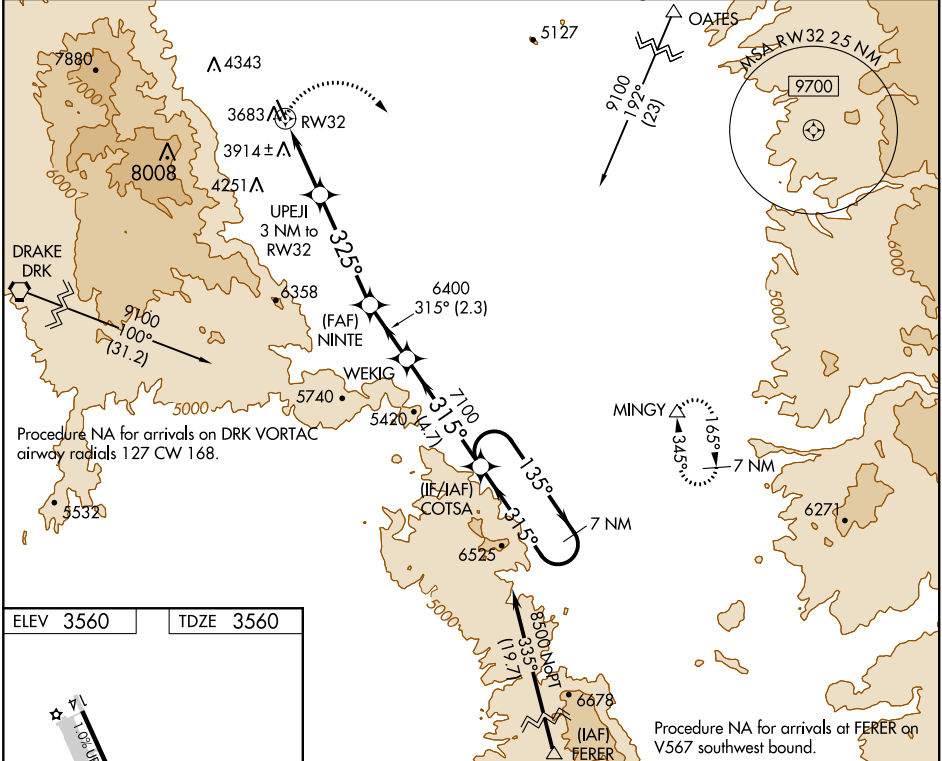 OATES
5127
7880
7000
4343
MSA RW32 25 NM
9700
9100
192°
(23)
3683
RW32
3914 ±
8008
4251
6000
UPEJI
3 NM to
RW32
325°
DRAKE
DRK
6358
6400
315° (2.3)
9100
100°
(31.2)
(FAF)
NINTE
6000
5000
WEKIG
5740
5000
5420
7100
315°
(4.7)
MINGY
165°
345°
7 NM
Procedure NA for arrivals on DRK VORTAC
airway radials 127 CW 168.
135°
(IF/IAF)
COTSA
315°
7 NM
5532
6271
6525
5000
8500 NoPT
335°
(19.7)
ELEV 3560
TDZE 3560
6678
(IAF)
FERER
Procedure NA for arrivals at FERER on
V567 southwest bound.